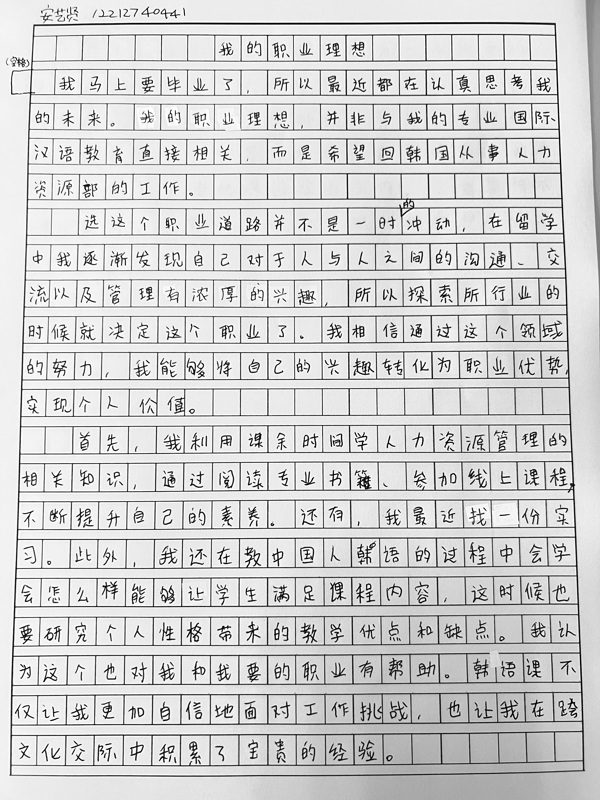 安艺贤 12212740441
我的职业理想
(空格)
我马上要毕业了，所以最近都在认真思考我
的未来。我的职业理想，并非与我的专业国际
汉语教育直接相关，而是希望回韩国从事人力
资源部的工作。
选这个职业道路并不是一时的冲动，在留学
中我逐渐发现自己对于人与人之间的沟通、交
流以及管理有浓厚的兴趣，所以探索所行业的
时候就决定这个职业了。我相信通过这个领域
的努力，我能够将自己的兴趣转化为职业优势，
实现个人价值。
首先，我利用课余时间学人力资源管理的
相关知识，通过阅读专业书籍、参加线上课程，
不断提升自己的素养。还有，我最近找一份实
习。此外，我还在教中国人韩语的过程中会学
会怎么样能够让学生满足课程内容，这时候也
要研究个人性格带来的教学优点和缺点。我认
为这个也对我和我要的职业有帮助。韩语课不
仅让我更加自信地面对工作挑战，也让我在跨
文化交际中积累了宝贵的经验。